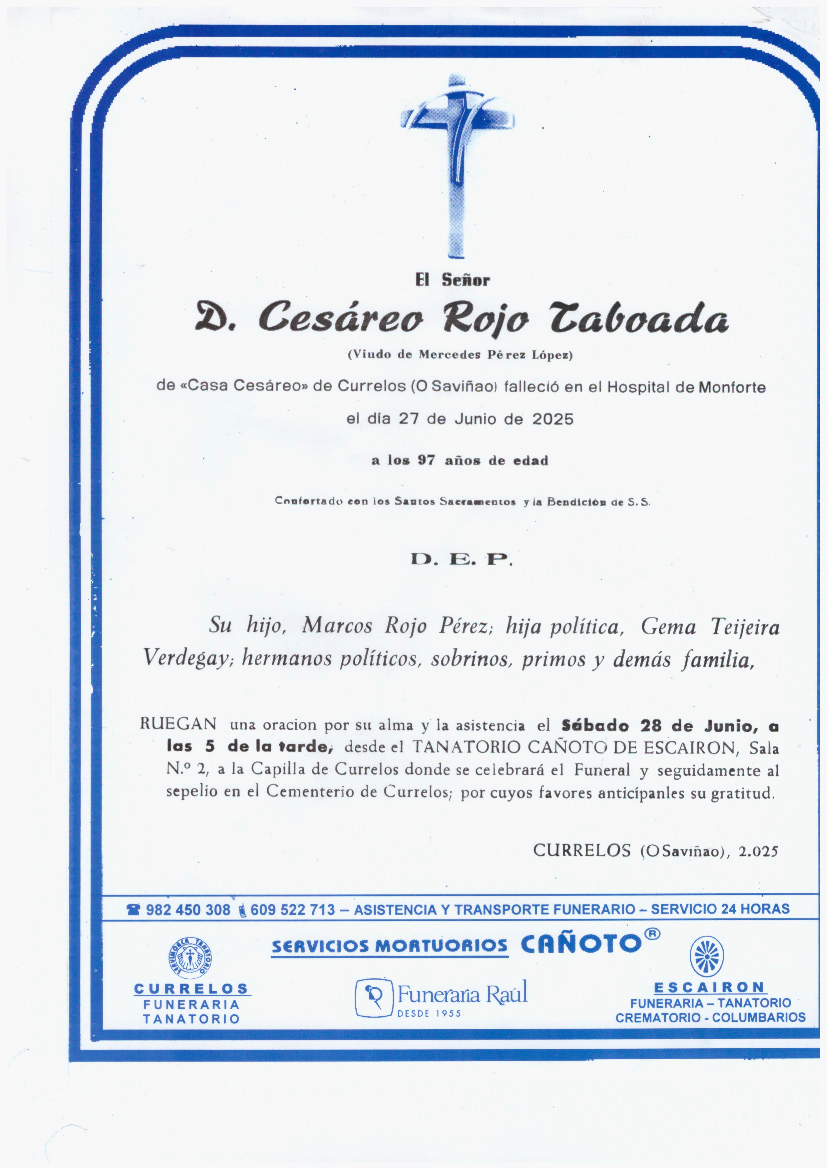 El Señor
D. Cesáreo Rojo Taboada
(Viudo de Mercedes Pérez López)
de «Casa Cesáreo» de Currelos (O Saviñao) falleció en el Hospital de Monforte
el día 27 de Junio de 2025
a los 97 años de edad
Confortado con los Santos Sacramentos y la Bendición de S.S.
D. E. P.
Su hijo, Marcos Rojo Pérez; hija política, Gema Teijeira
Verdegay; hermanos políticos, sobrinos, primos y demás familia,
RUEGAN una oracion por su alma y la asistencia el Sábado 28 de Junio, a
las 5 de la tarde, desde el TANATORIO CAÑOTO DE ESCAIRON, Sala
N.º 2, a la Capilla de Currelos donde se celebrará el Funeral y seguidamente al
sepelio en el Cementerio de Currelos; por cuyos favores anticípanles su gratitud.
CURRELOS (O Saviñao), 2.025
☎ 982 450 308 609 522 713 – ASISTENCIA Y TRANSPORTE FUNERARIO – SERVICIO 24 HORAS
SERVICIOS MORTUORIOS CAÑOTO®
CURRELOS
FUNERARIA
TANATORIO
Funeraria Raúl
DESDE 1955
ESCAIRON
FUNERARIA – TANATORIO
CREMATORIO - COLUMBARIOS